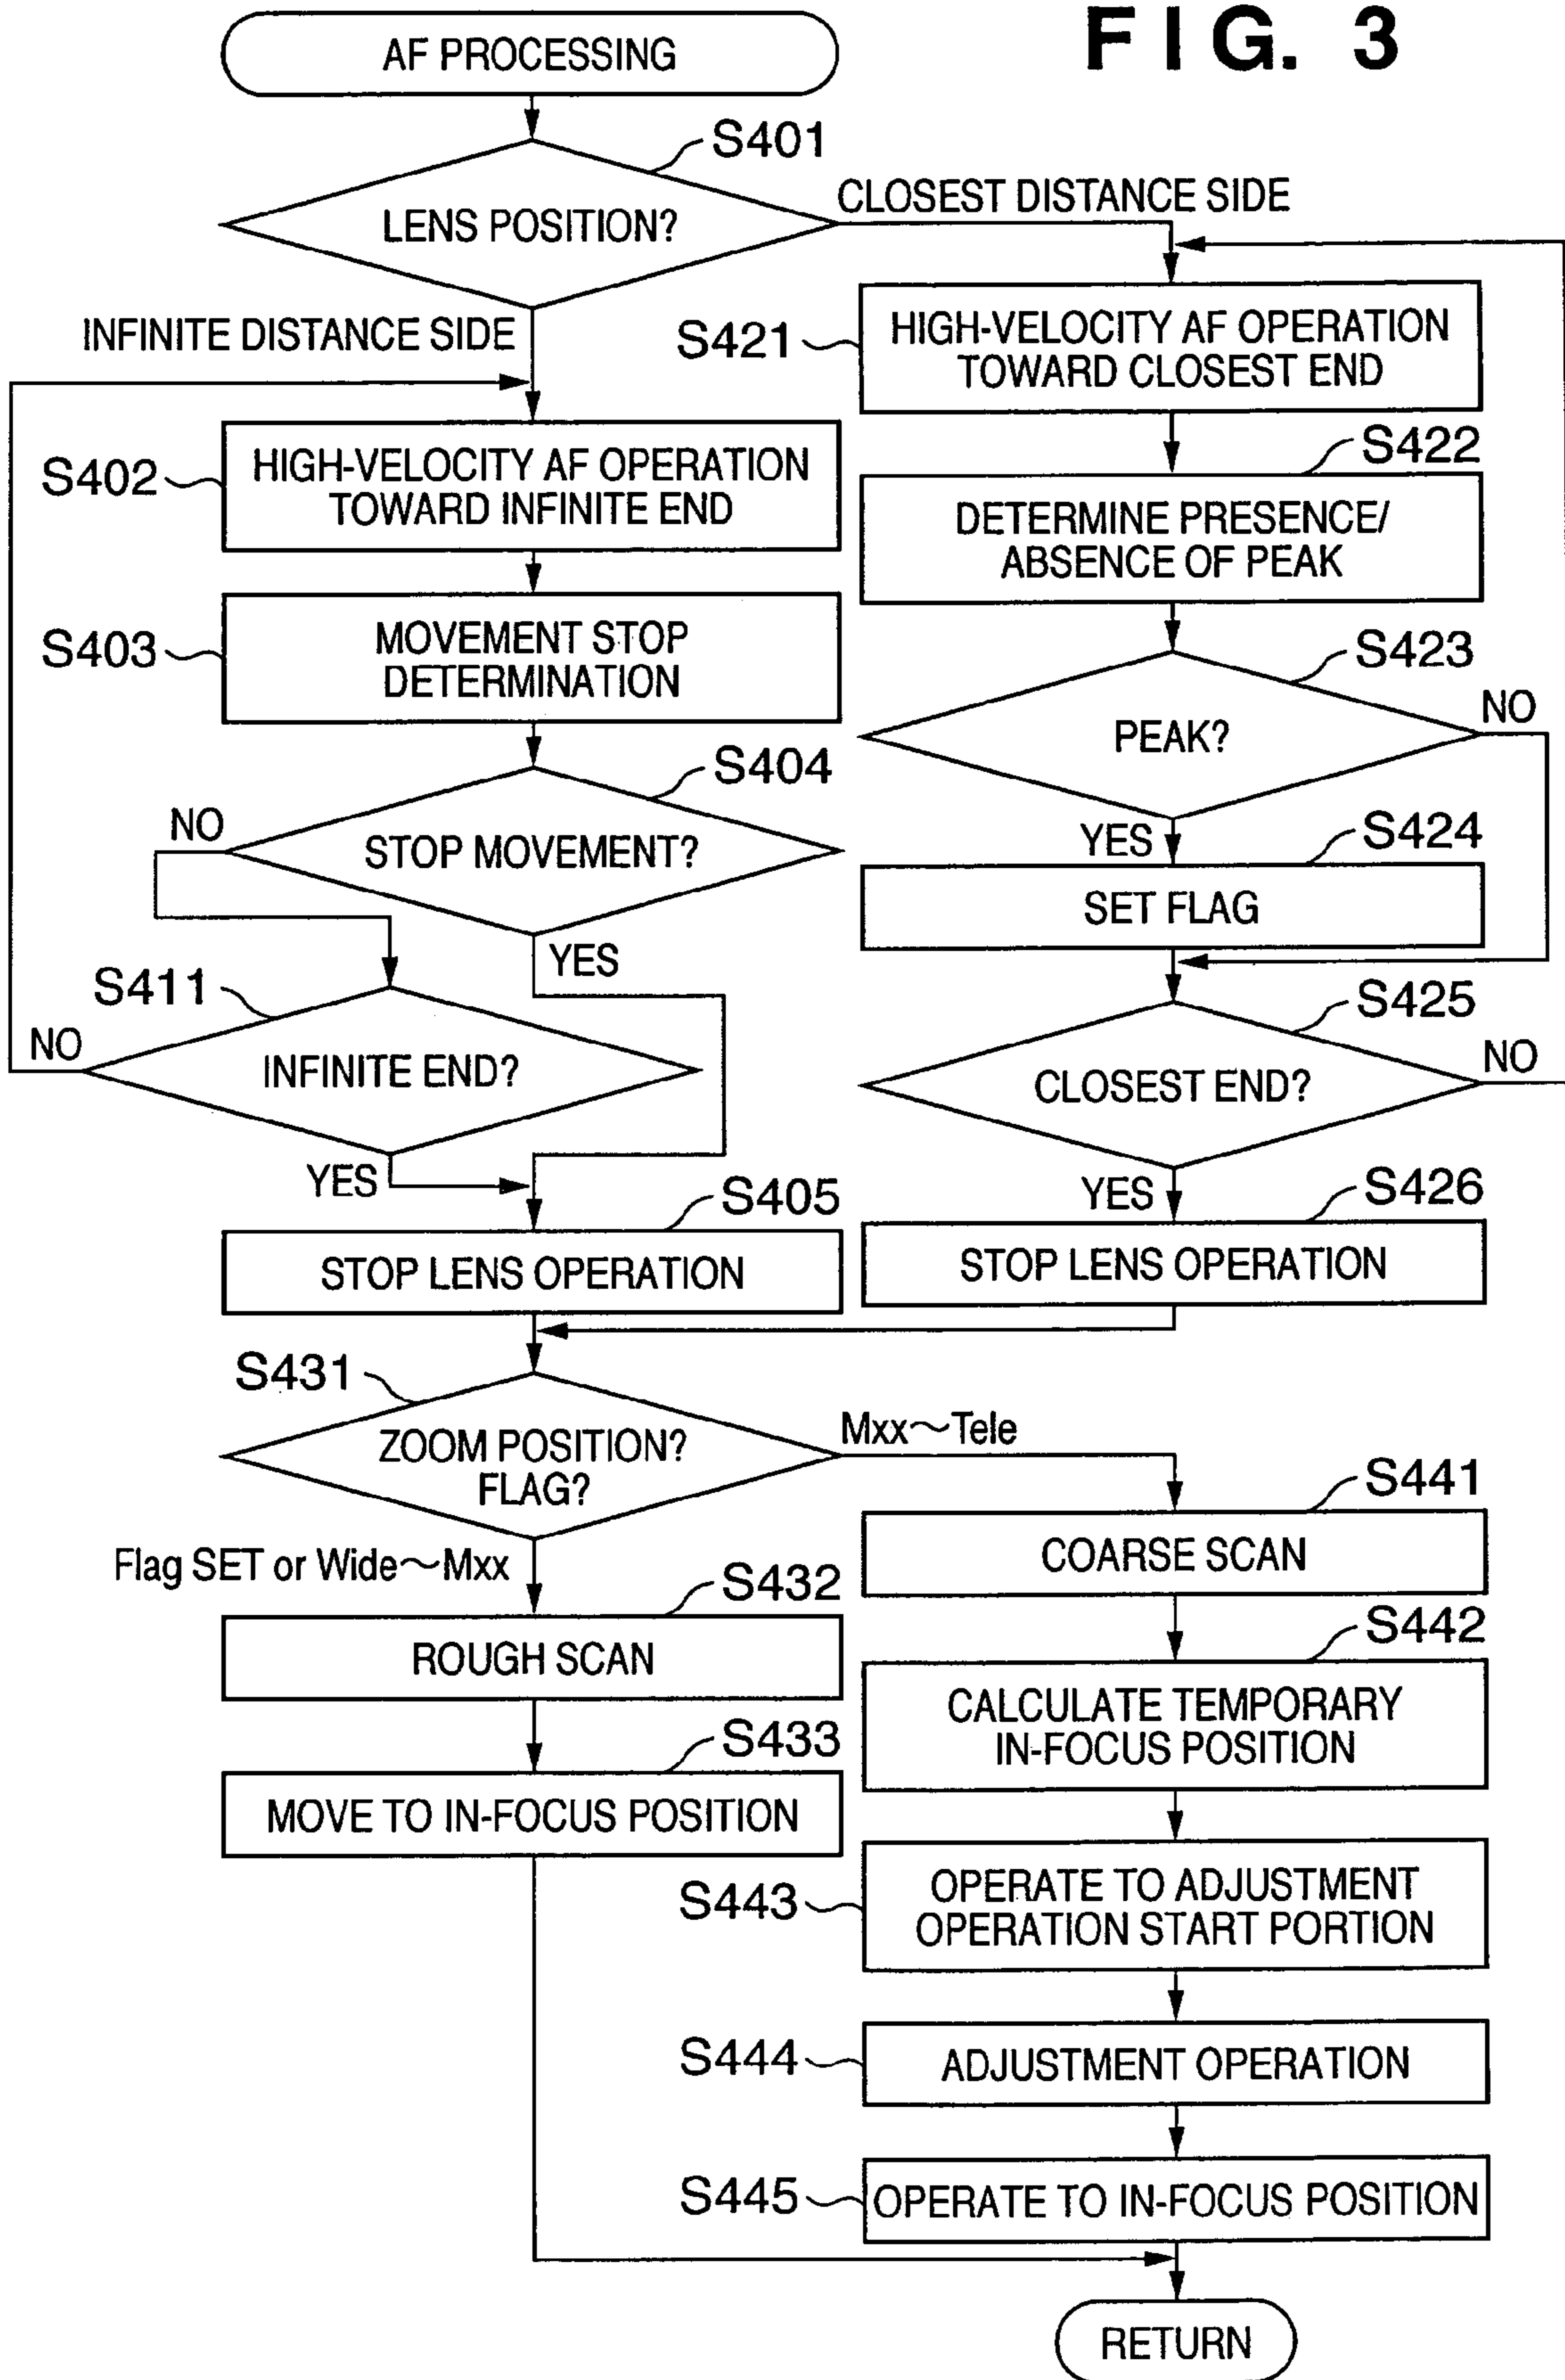 FIG. 3
AF PROCESSING
S401
LENS POSITION?
CLOSEST DISTANCE SIDE
INFINITE DISTANCE SIDE
S402
HIGH-VELOCITY AF OPERATION
TOWARD INFINITE END
S403
MOVEMENT STOP
DETERMINATION
S404
STOP MOVEMENT?
NO
YES
S411
INFINITE END?
NO
YES
S405
STOP LENS OPERATION
S421
HIGH-VELOCITY AF OPERATION
TOWARD CLOSEST END
S422
DETERMINE PRESENCE/
ABSENCE OF PEAK
S423
PEAK?
NO
YES
S424
SET FLAG
S425
CLOSEST END?
NO
YES
S426
STOP LENS OPERATION
S431
ZOOM POSITION?
FLAG?
Mxx~Tele
Flag SET or Wide~Mxx
S432
ROUGH SCAN
S433
MOVE TO IN-FOCUS POSITION
S441
COARSE SCAN
S442
CALCULATE TEMPORARY
IN-FOCUS POSITION
S443
OPERATE TO ADJUSTMENT
OPERATION START PORTION
S444
ADJUSTMENT OPERATION
S445
OPERATE TO IN-FOCUS POSITION
RETURN